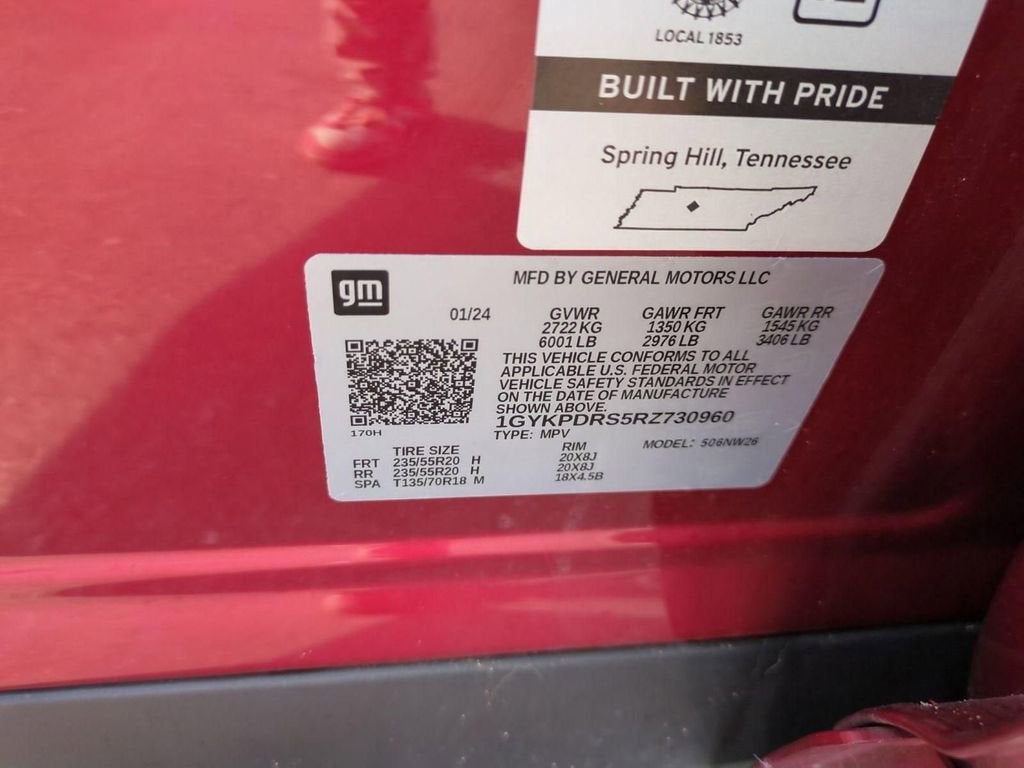 LOCAL 1853
BUILT WITH PRIDE
Spring Hill, Tennessee
gm
MFD BY GENERAL MOTORS LLC
01/24 GVWR GAWR FRT GAWR RR
2722 KG 1350 KG 1545 KG
6001 LB 2976 LB 3406 LB
THIS VEHICLE CONFORMS TO ALL
APPLICABLE U.S. FEDERAL MOTOR
VEHICLE SAFETY STANDARDS IN EFFECT
ON THE DATE OF MANUFACTURE
SHOWN ABOVE.
1GYKPDRS5RZ730960
170H
TYPE: MPV MODEL: 506NW26
TIRE SIZE RIM
FRT 235/55R20 H 20X8J
RR 235/55R20 H 20X8J
SPA T135/70R18 M 18X4.5B